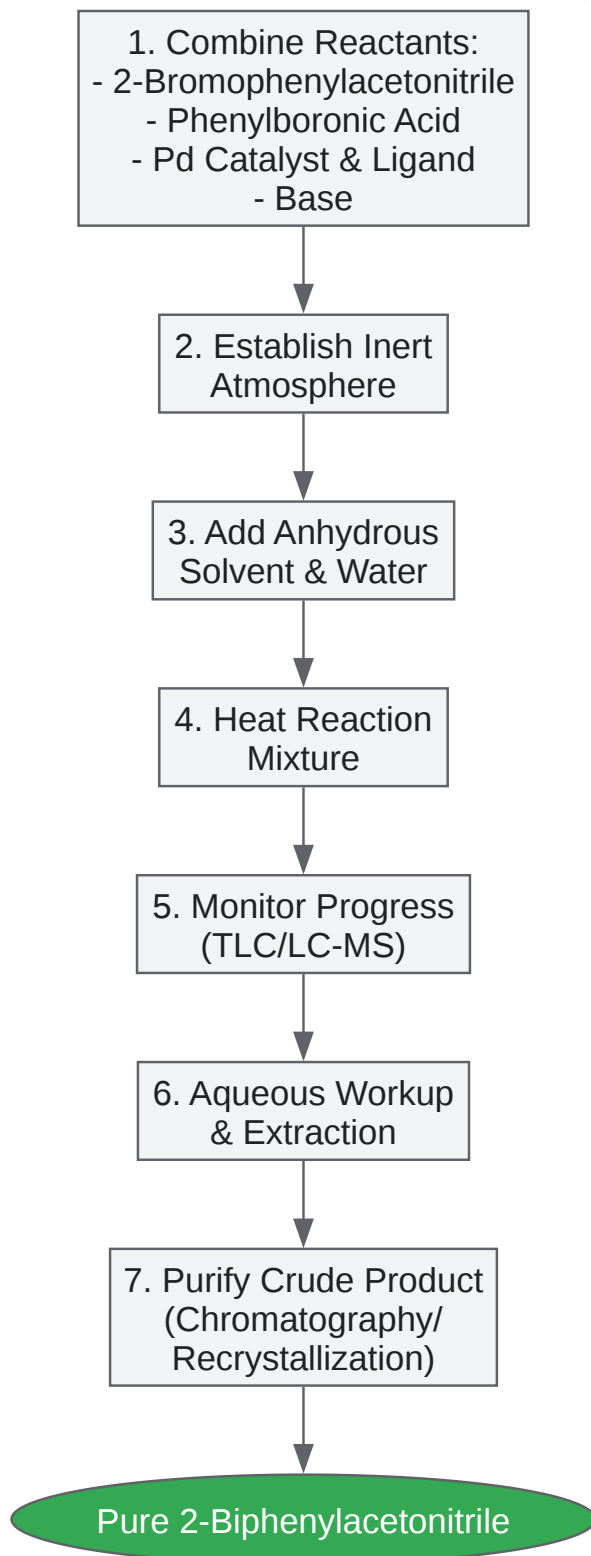 1. Combine Reactants:
- 2-Bromophenylacetonitrile
- Phenylboronic Acid
- Pd Catalyst & Ligand
- Base
2. Establish Inert
Atmosphere
3. Add Anhydrous
Solvent & Water
4. Heat Reaction
Mixture
5. Monitor Progress
(TLC/LC-MS)
6. Aqueous Workup
& Extraction
7. Purify Crude Product
(Chromatography/
Recrystallization)
Pure 2-Biphenylacetonitrile